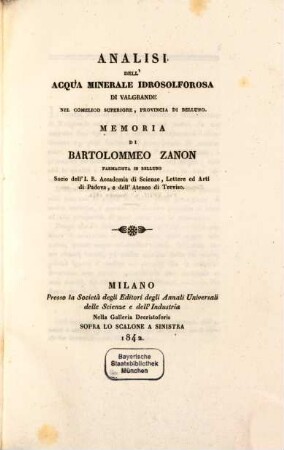 ANALISI
DELL'
ACQUA MINERALE IDROSOLFOROSA
DI VALGRANDE
NEL COMELICO SUPERIORE, PROVINCIA DI BELLUNO.
MEMORIA
DI
BARTOLOMMEO ZANON
FARMACISTA IN BELLUNO
Socio dell'I. R. Accademia di Scienze, Lettere ed Arti
di Padova, e dell'Ateneo di Treviso.
MILANO
Presso la Società degli Editori degli Annali Universali
delle Scienze e dell'Industria
Nella Galleria Decristoforis
SOPRA LO SCALONE A SINISTRA
1842.
Bayerische
Staatsbibliothek
München